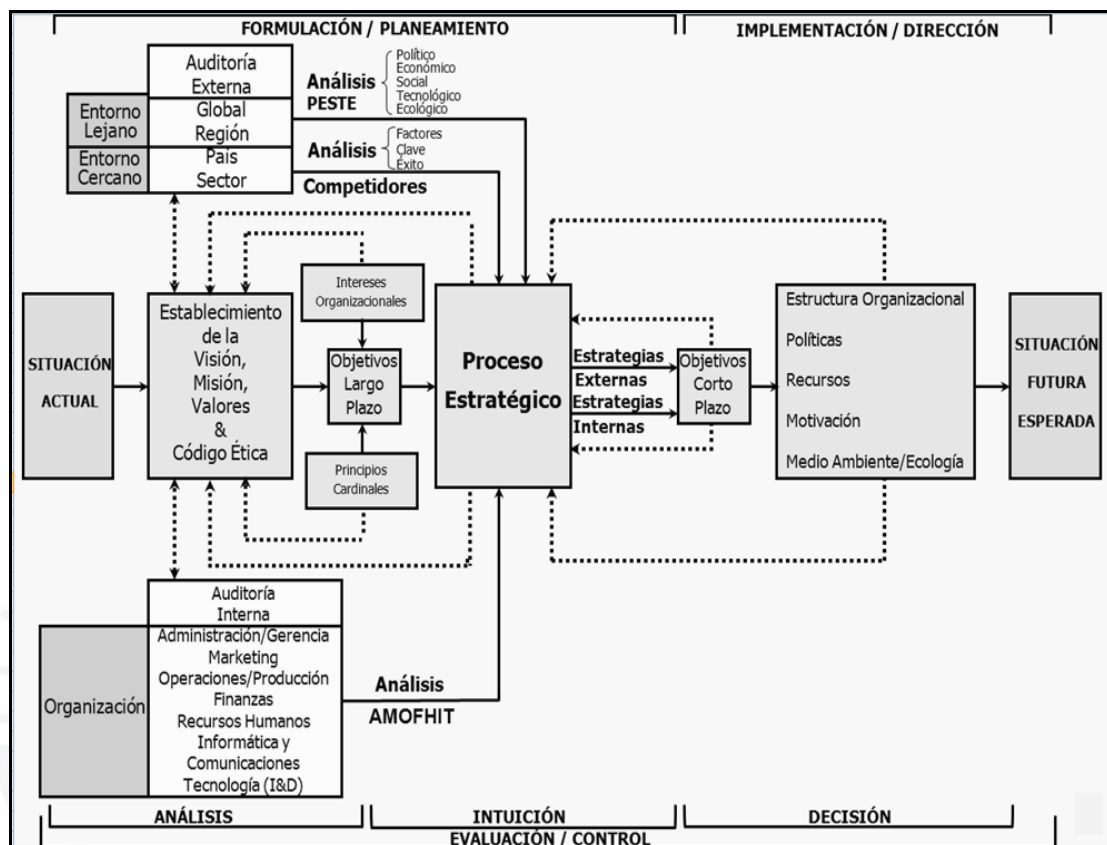 FORMULACIÓN / PLANEAMIENTO
IMPLEMENTACIÓN / DIRECCIÓN
Auditoría
Externa
Entorno
Lejano
Global
Región
Entorno
Cercano
País
Sector
Análisis
PESTE
Político
Económico
Social
Tecnológico
Ecológico
Análisis
Factores
Clave
Éxito
Competidores
SITUACIÓN
ACTUAL
Establecimiento
de la
Visión,
Misión,
Valores
&
Código Ética
Intereses
Organizacionales
Objetivos
Largo
Plazo
Principios
Cardinales
Proceso
Estratégico
Estrategias
Externas
Estrategias
Internas
Objetivos
Corto
Plazo
Estructura Organizacional
Políticas
Recursos
Motivación
Medio Ambiente/Ecología
SITUACIÓN
FUTURA
ESPERADA
Auditoría
Interna
Organización
Administración/Gerencia
Marketing
Operaciones/Producción
Finanzas
Recursos Humanos
Informática y
Comunicaciones
Tecnología (I&D)
Análisis
AMOFHIT
ANÁLISIS
INTUICIÓN
DECISIÓN
EVALUACIÓN / CONTROL